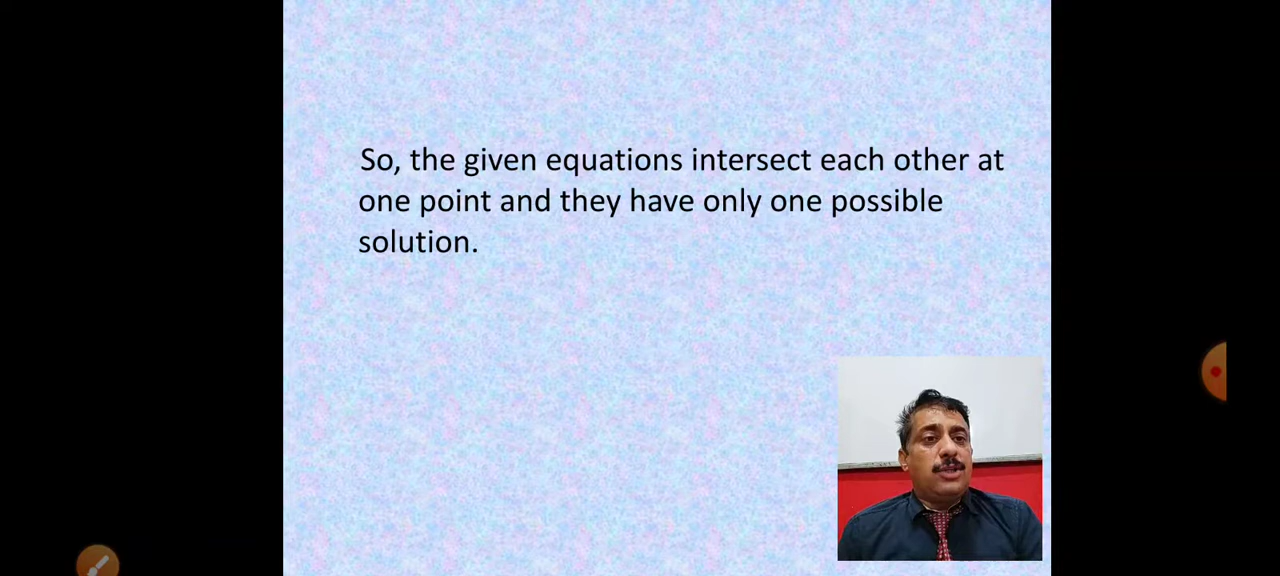 So, the given equations intersect each other at
one point and they have only one possible
solution.